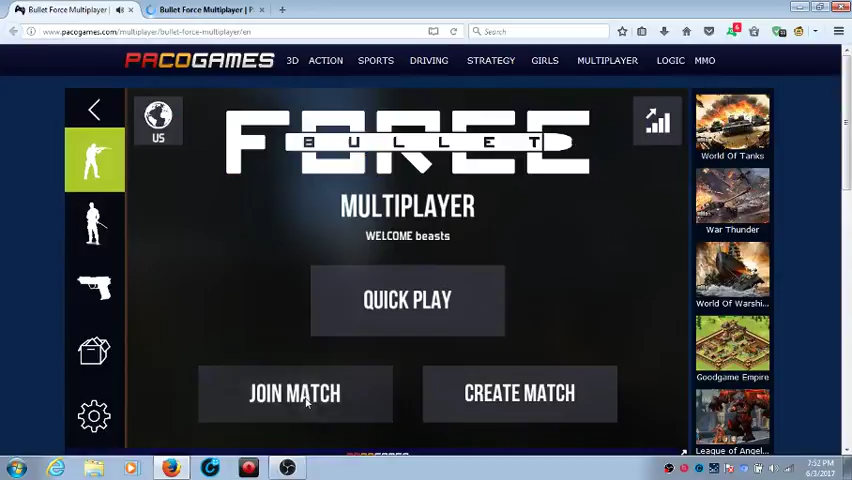 Bullet Force Multiplayer |
Bullet Force Multiplayer | P
www.pacogames.com/multiplayer/bullet-force-multiplayer/en
Search
6
PACOGAMES
3D
ACTION
SPORTS
DRIVING
STRATEGY
GIRLS
MULTIPLAYER
LOGIC
MMO
US
FORCE
BULLET
MULTIPLAYER
WELCOME beasts
QUICK PLAY
JOIN MATCH
CREATE MATCH
World Of Tanks
War Thunder
World Of Warshi...
Goodgame Empire
League of Angel...
PACOGAMES
7:52 PM
6/3/2017